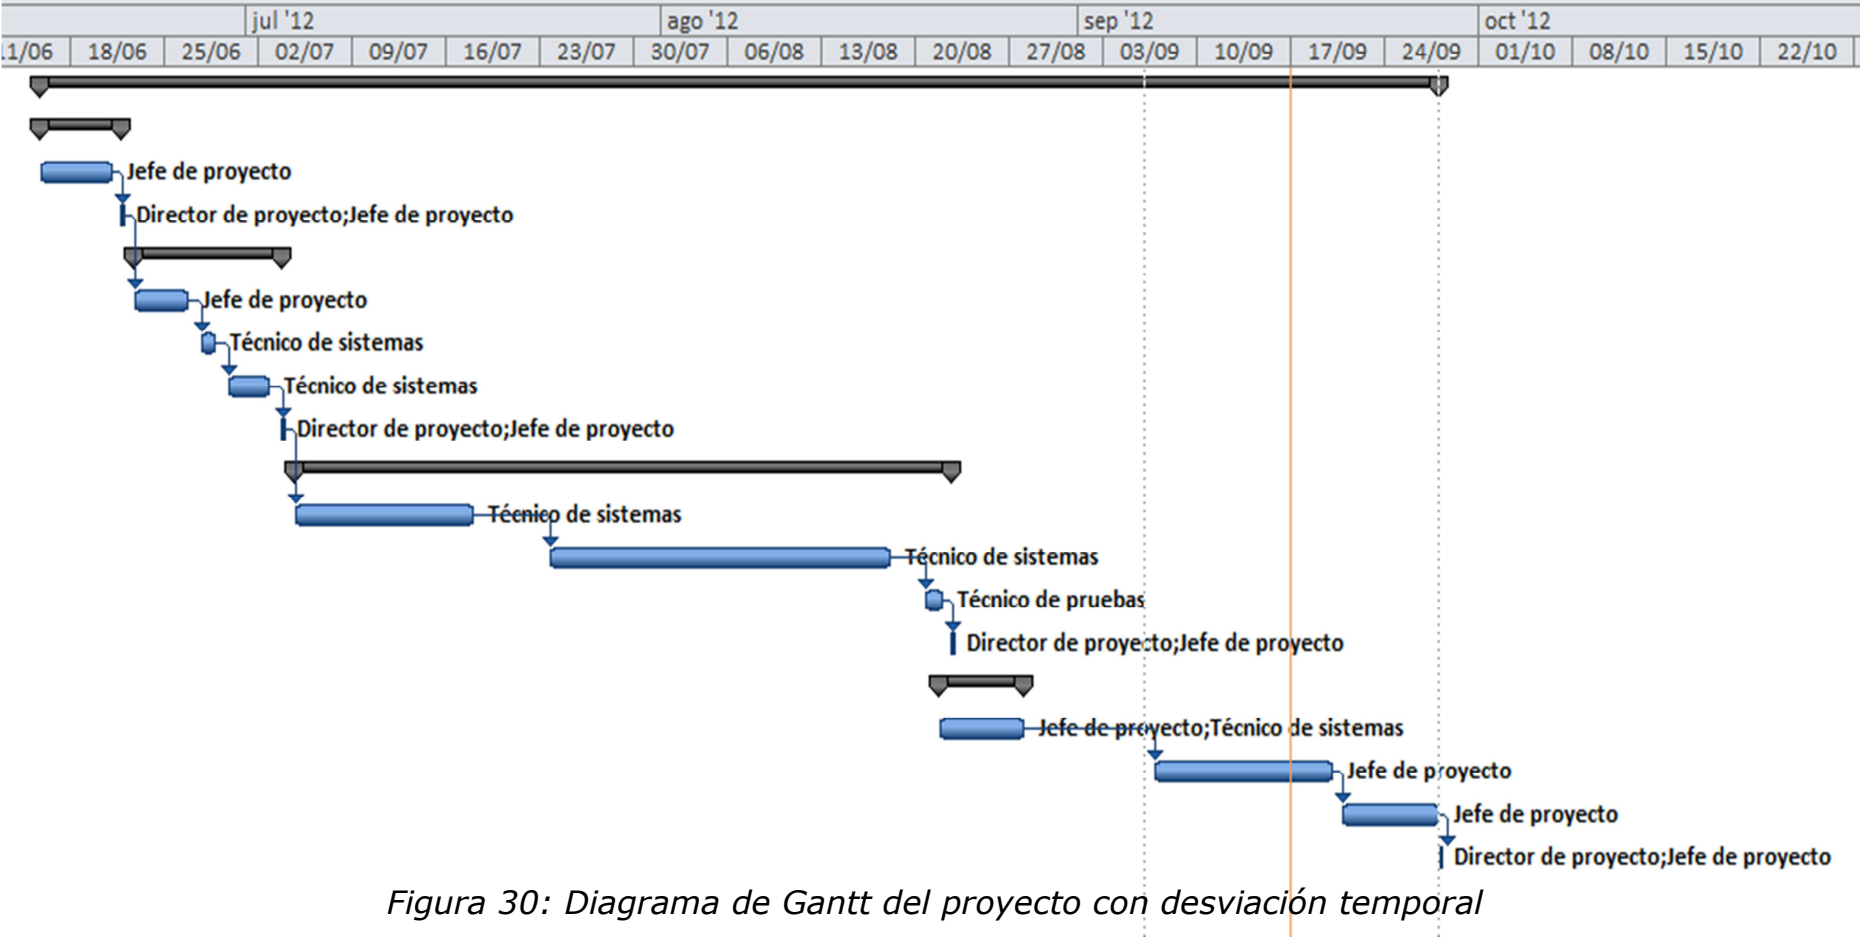 jul '12 ago '12 sep '12 oct '12
11/06 18/06 25/06 02/07 09/07 16/07 23/07 30/07 06/08 13/08 20/08 27/08 03/09 10/09 17/09 24/09 01/10 08/10 15/10 22/10
Jefe de proyecto
Director de proyecto;Jefe de proyecto
Jefe de proyecto
Técnico de sistemas
Técnico de sistemas
Director de proyecto;Jefe de proyecto
Técnico de sistemas
Técnico de sistemas
Técnico de pruebas
Director de proyecto;Jefe de proyecto
Jefe de proyecto;Técnico de sistemas
Jefe de proyecto
Jefe de proyecto
Director de proyecto;Jefe de proyecto
Figura 30: Diagrama de Gantt del proyecto con desviación temporal